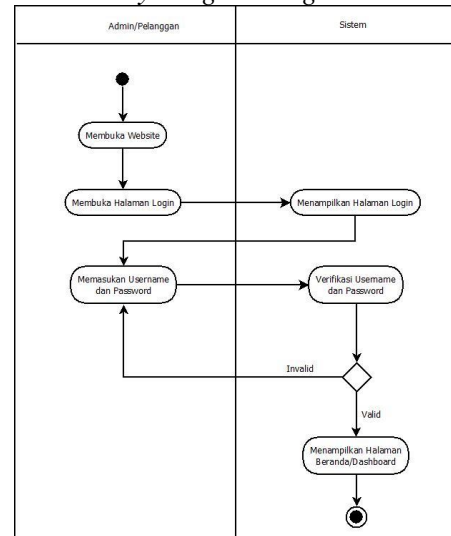 Admin/Pelanggan
Sistem
Membuka Website
Membuka Halaman Login
Menampilkan Halaman Login
Memasukan Username
dan Password
Verifikasi Username
dan Password
Invalid
Valid
Menampilkan Halaman
Beranda/Dashboard